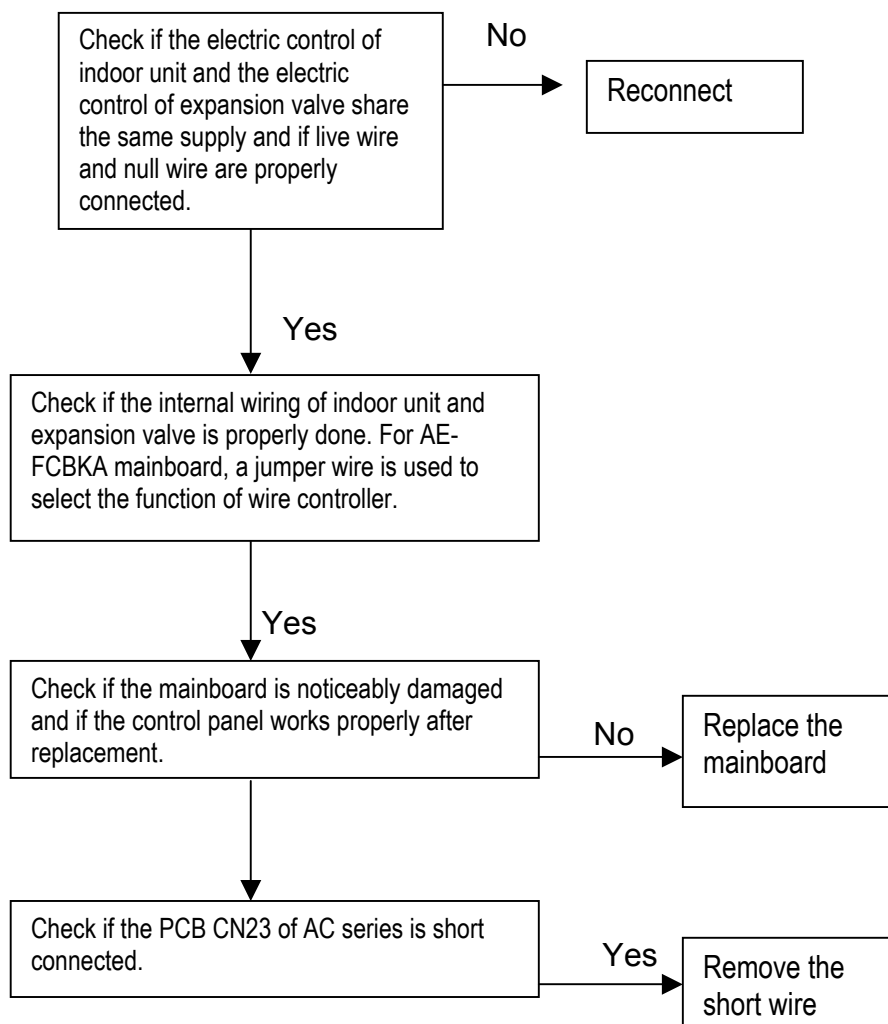 Check if the electric control of
indoor unit and the electric
control of expansion valve share
the same supply and if live wire
and null wire are properly
connected.
No
Reconnect
Yes
Check if the internal wiring of indoor unit and
expansion valve is properly done. For AE-
FCBKA mainboard, a jumper wire is used to
select the function of wire controller.
Yes
Check if the mainboard is noticeably damaged
and if the control panel works properly after
replacement.
No
Replace the
mainboard
Check if the PCB CN23 of AC series is short
connected.
Yes
Remove the
short wire